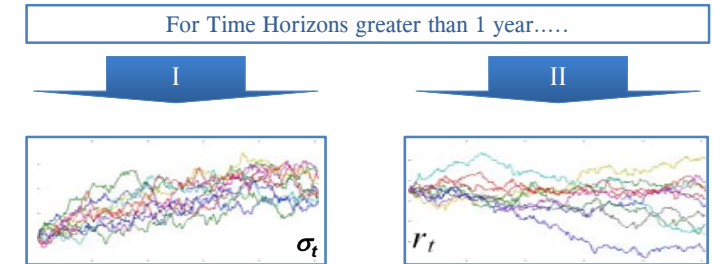 For Time Horizons greater than 1 year.....
I
II
σt
rt